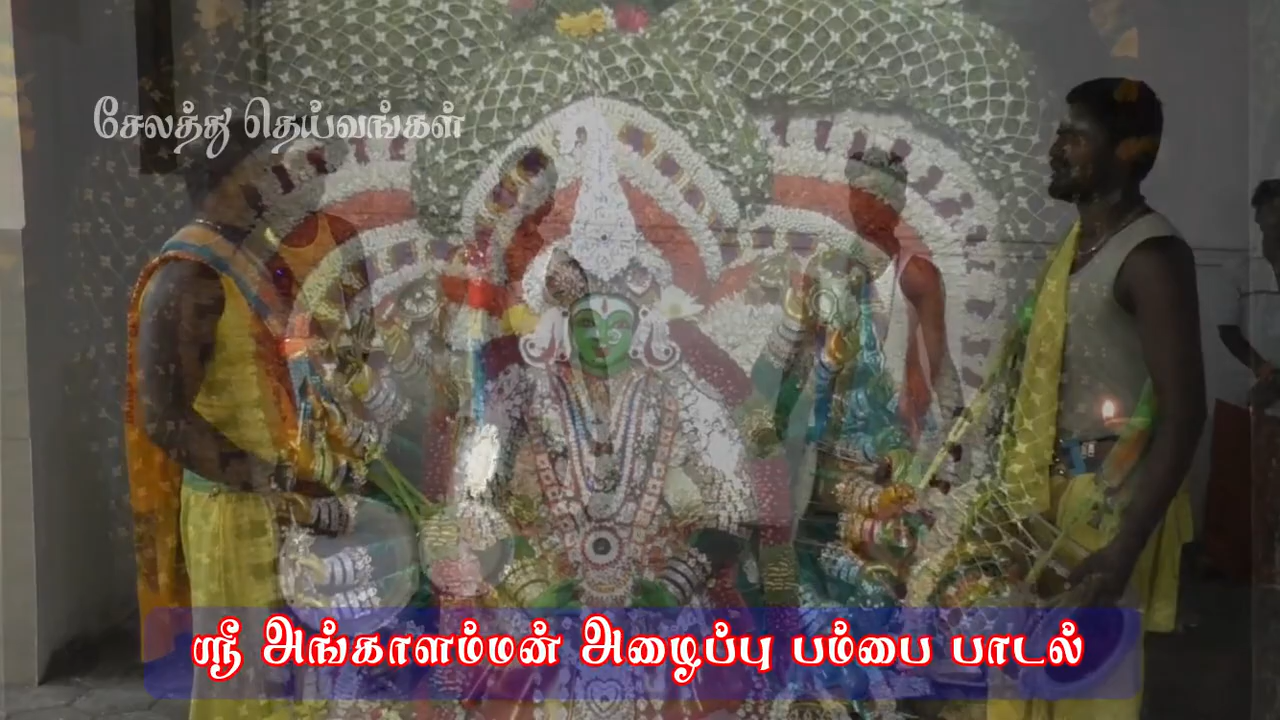 சேலத்து தெய்வங்கள்
ஸ்ரீ அங்காளம்மன் அழைப்பு பம்பை பாடல்